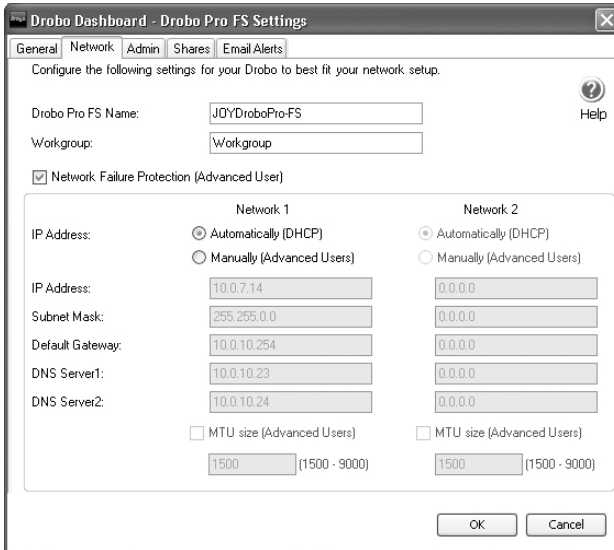 Drobo Dashboard - Drobo Pro FS Settings
General Network Admin Shares Email Alerts
Configure the following settings for your Drobo to best fit your network setup.
Help
Drobo Pro FS Name: JOYDroboPro-FS
Workgroup: Workgroup
Network Failure Protection (Advanced User)
Network 1 Network 2
IP Address: Automatically (DHCP) Automatically (DHCP)
Manually (Advanced Users) Manually (Advanced Users)
IP Address: 10.0.7.14 0.0.0.0
Subnet Mask: 255.255.0.0 0.0.0.0
Default Gateway: 10.0.10.254 0.0.0.0
DNS Server1: 10.0.10.23 0.0.0.0
DNS Server2: 10.0.10.24 0.0.0.0
MTU size (Advanced Users) MTU size (Advanced Users)
1500 (1500 - 9000) 1500 (1500 - 9000)
OK Cancel